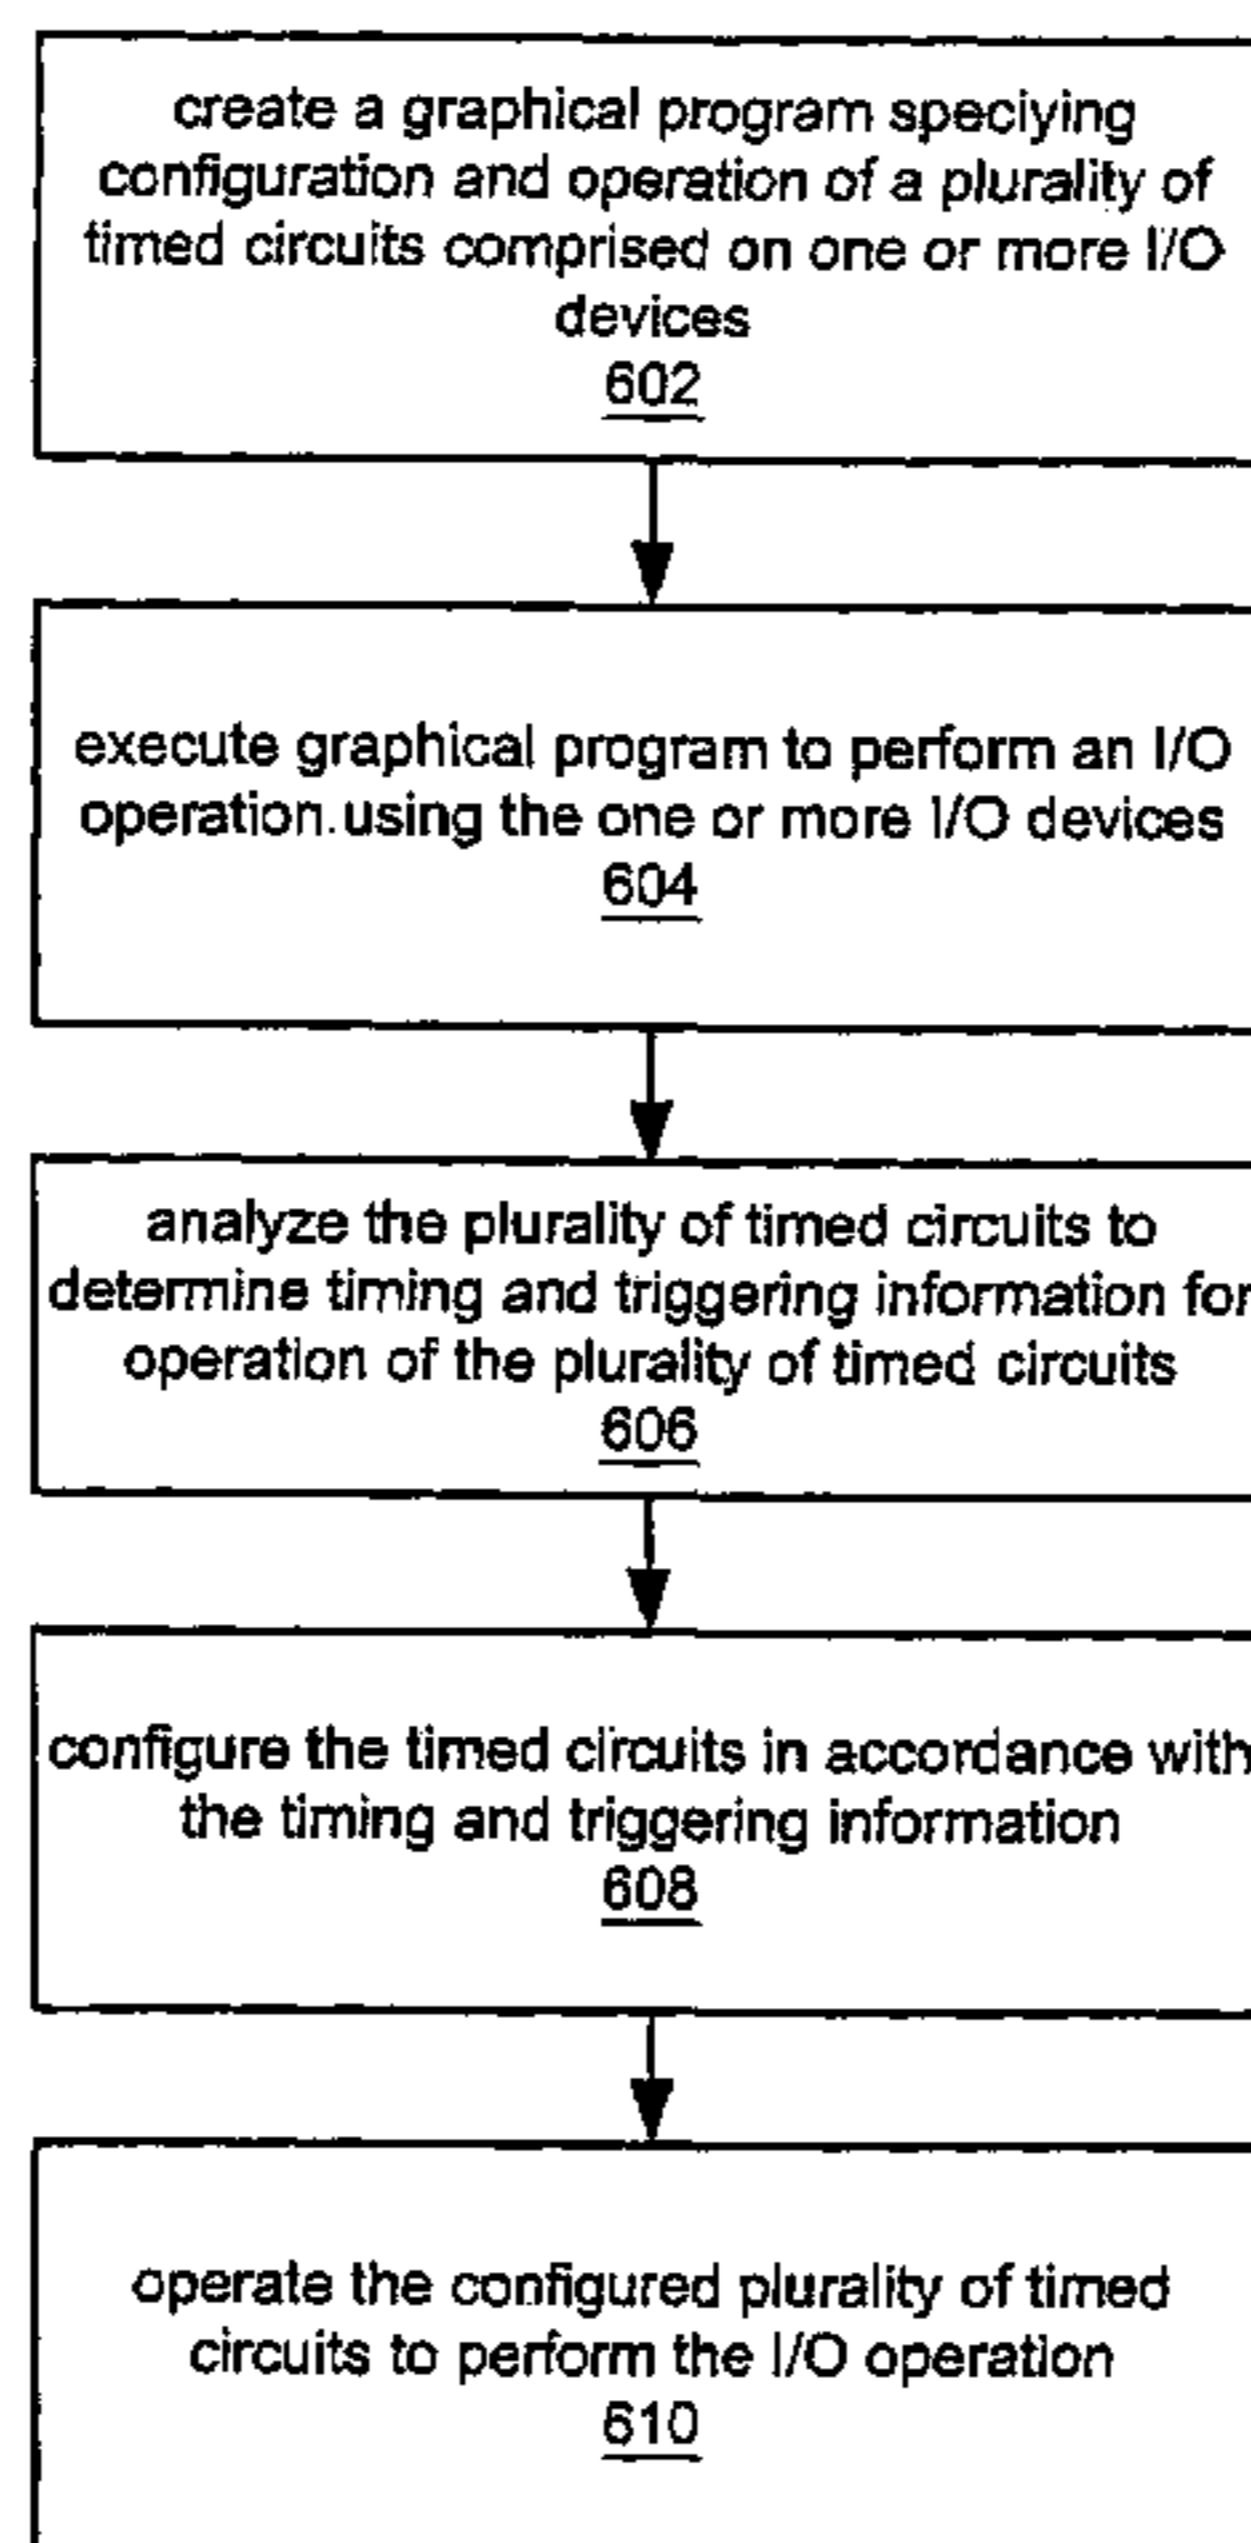 create a graphical program speciying
configuration and operation of a plurality of
timed circuits comprised on one or more I/O
devices
602
execute graphical program to perform an I/O
operation using the one or more I/O devices
604
analyze the plurality of timed circuits to
determine timing and triggering information for
operation of the plurality of timed circuits
606
configure the timed circuits in accordance with
the timing and triggering information
608
operate the configured plurality of timed
circuits to perform the I/O operation
610